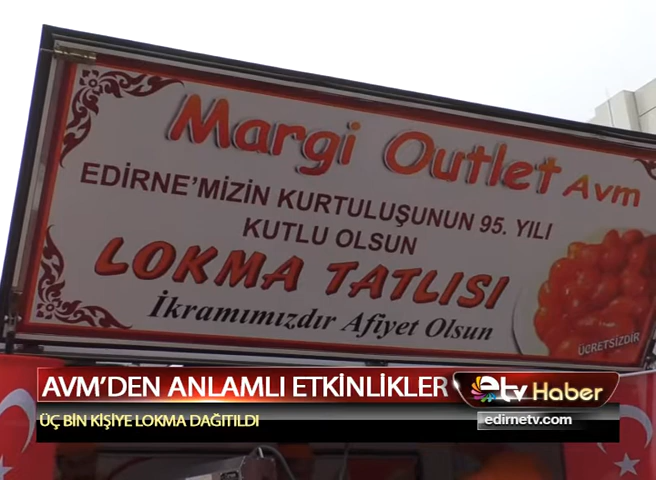 Margi Outlet Avm
EDİRNE'MİZİN KURTULUŞUNUN 95. YILI
KUTLU OLSUN
LOKMA TATLISI
İkramımızdır Afiyet Olsun
ÜCRETSİZDİR
AVM'DEN ANLAMLI ETKİNLİKLER
etv Haber
ÜÇ BİN KİŞİYE LOKMA DAĞITILDI
edirnetv.com